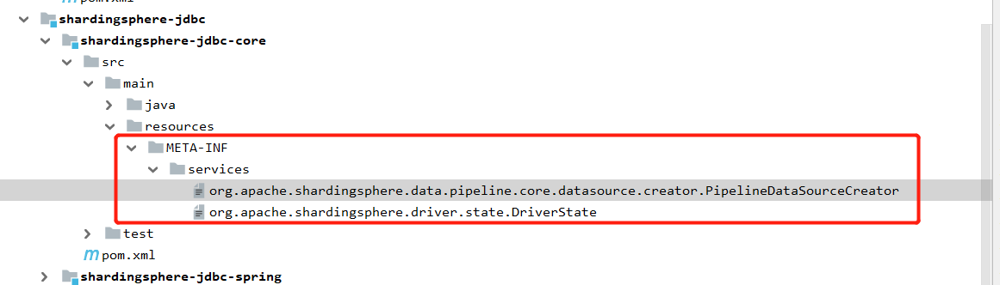 pom.xml
shardingsphere-jdbc
shardingsphere-jdbc-core
src
main
java
resources
META-INF
services
org.apache.shardingsphere.data.pipeline.core.datasource.creator.PipelineDataSourceCreator
org.apache.shardingsphere.driver.state.DriverState
test
m pom.xml
shardingsphere-jdbc-spring